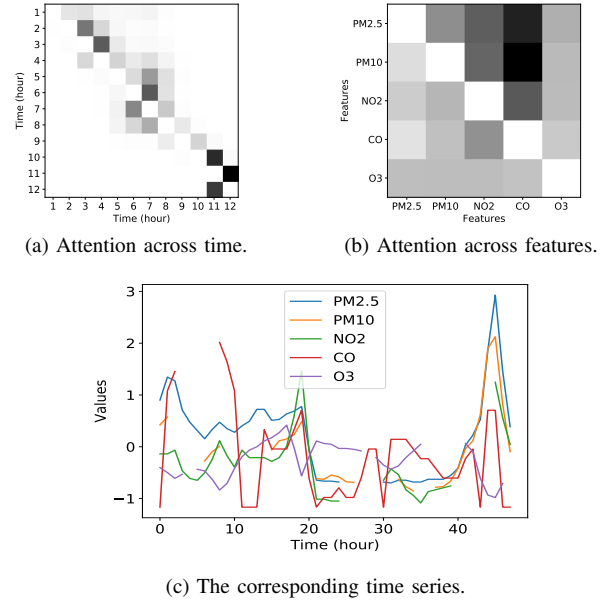 1
2
3
4
5
6
7
8
9
10
11
12
Time (hour)
1 2 3 4 5 6 7 8 9 10 11 12
Time (hour)
(a) Attention across time.
PM2.5
PM10
NO2
CO
O3
Features
PM2.5 PM10 NO2 CO O3
Features
(b) Attention across features.
3
2
1
0
−1
Values
PM2.5
PM10
NO2
CO
O3
0 10 20 30 40
Time (hour)
(c) The corresponding time series.